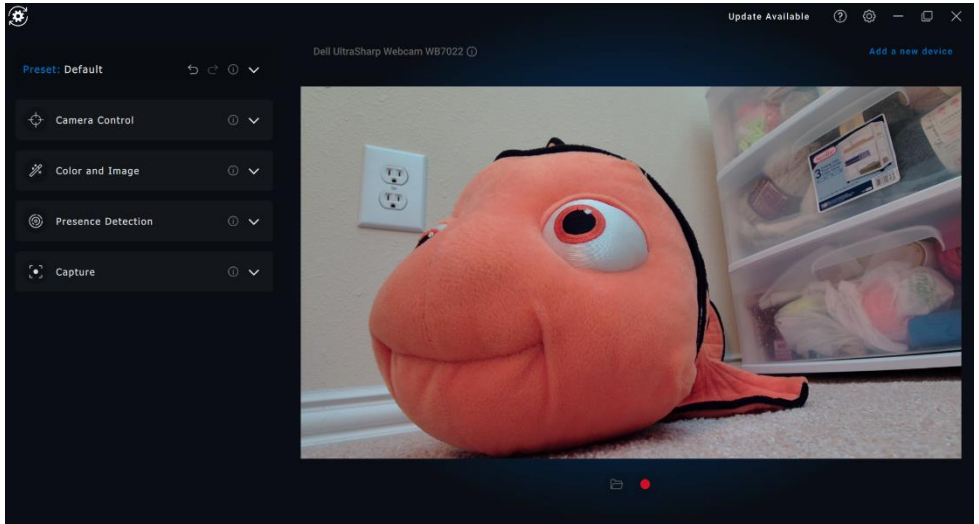 Update Available
Preset: Default
Dell UltraSharp Webcam WB7022
Add a new device
Camera Control
Color and Image
Presence Detection
Capture
3